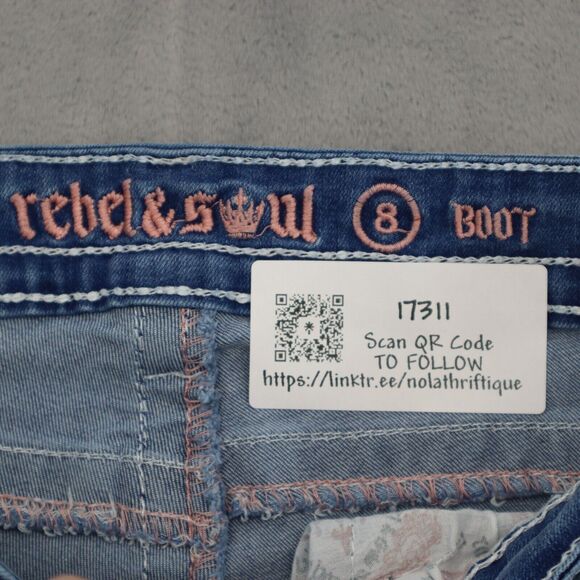 rebel&soul 8 BOOT
17311
Scan QR Code
TO FOLLOW
https://linktr.ee/nolathriftique